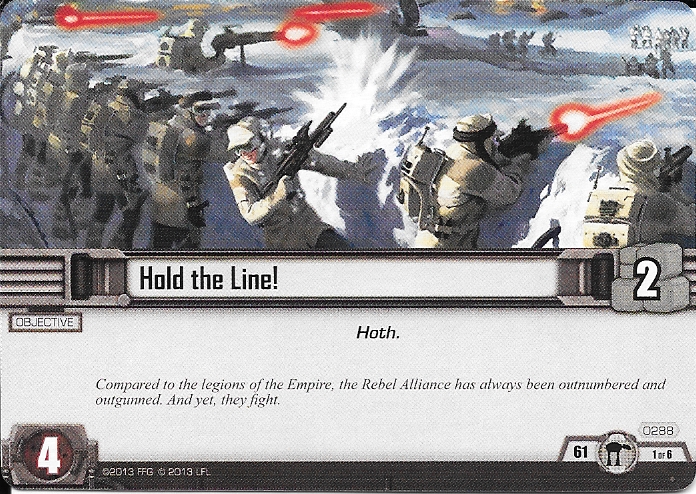 Hold the Line!
2
OBJECTIVE
Hoth.
Compared to the legions of the Empire, the Rebel Alliance has always been outnumbered and
outgunned. And yet, they fight.
4
©2013 FFG © 2013 LFL
0288
61
1 OF 6